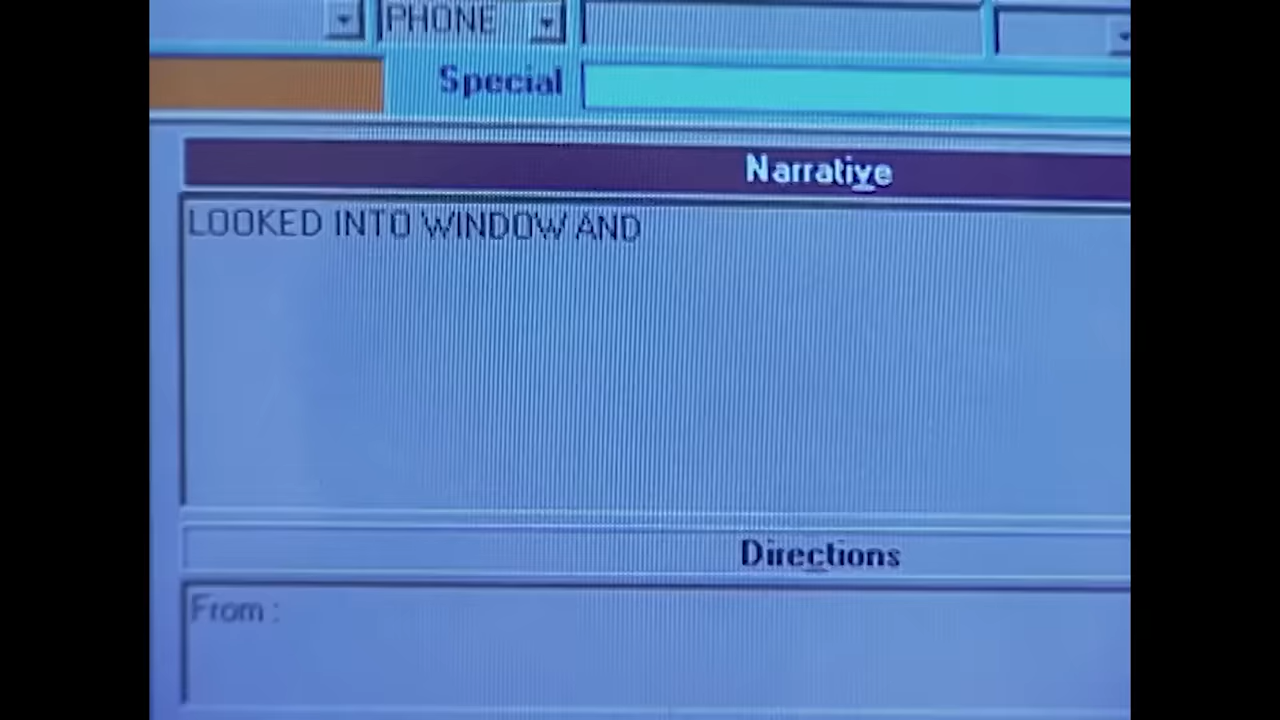 PHONE
Special
Narrative
LOOKED INTO WINDOW AND
Directions
From :